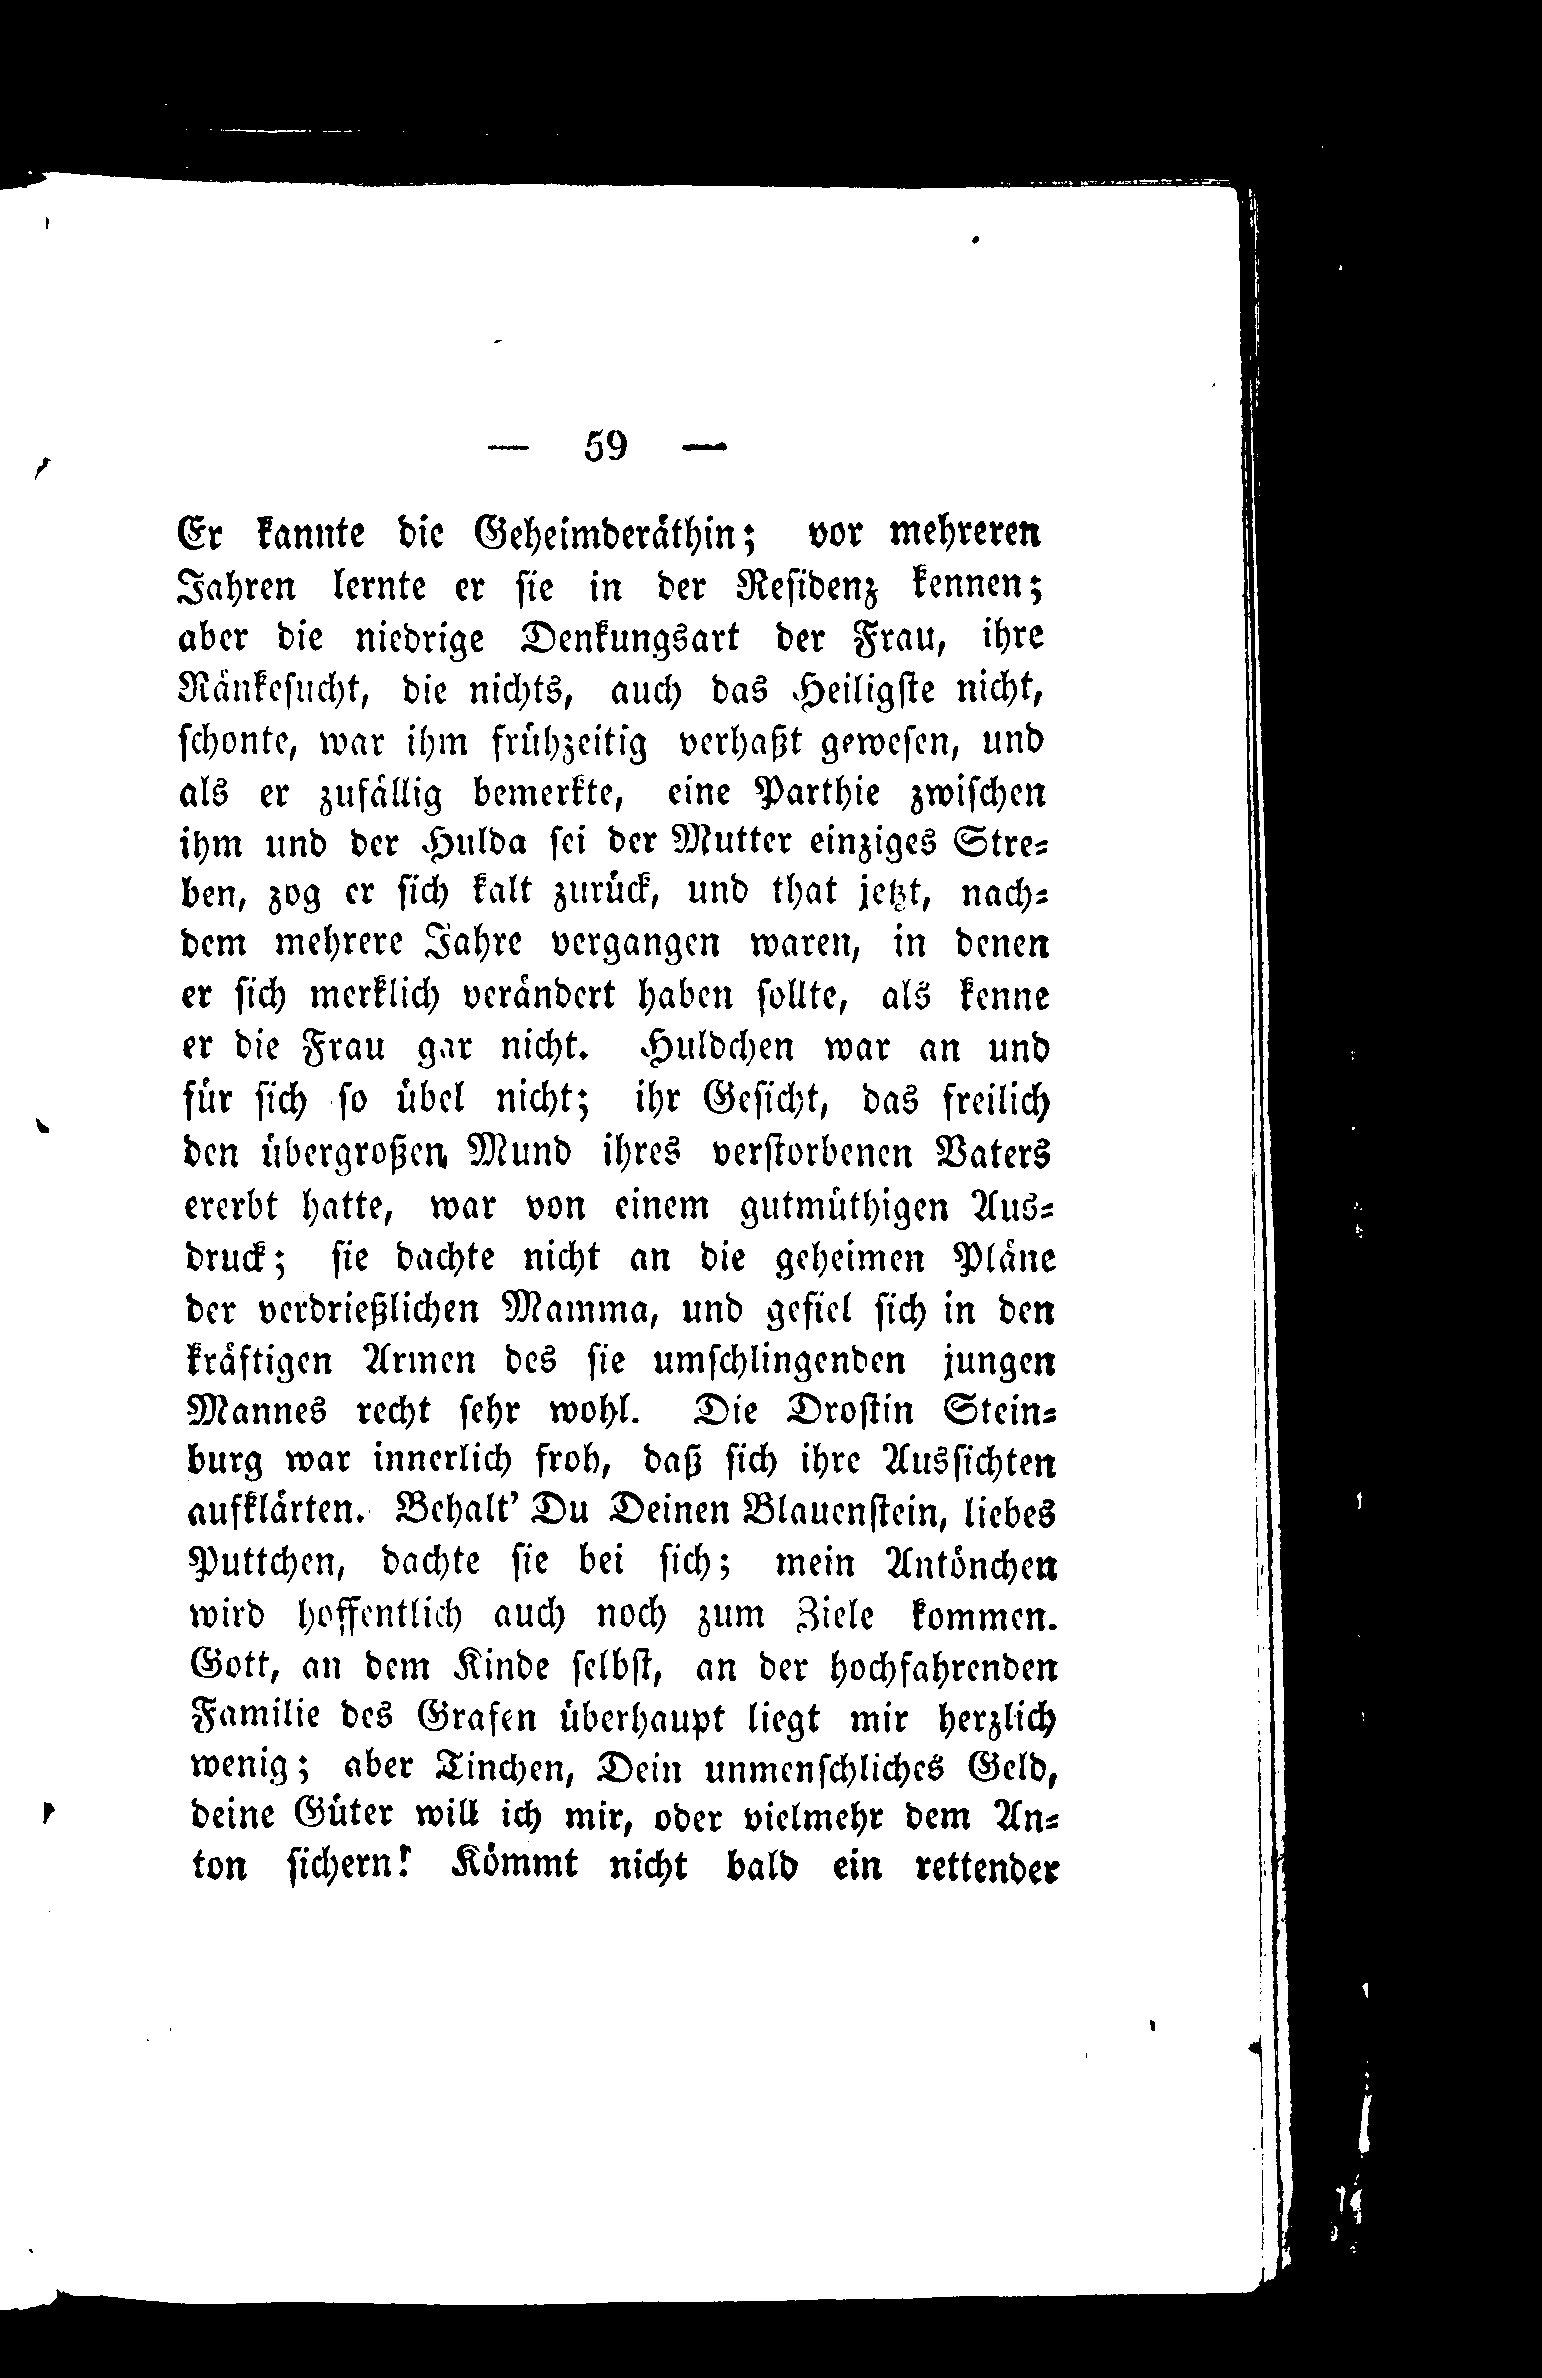 — 59 —
Er kannte die Geheimderäthin; vor mehreren
Jahren lernte er sie in der Residenz kennen;
aber die niedrige Denkungsart der Frau, ihre
Ränkesucht, die nichts, auch das Heiligste nicht,
schonte, war ihm frühzeitig verhaßt gewesen, und
als er zufällig bemerkte, eine Parthie zwischen
ihm und der Hulda sei der Mutter einziges Stre-
ben, zog er sich kalt zurück, und that jetzt, nach-
dem mehrere Jahre vergangen waren, in denen
er sich merklich verändert haben sollte, als kenne
er die Frau gar nicht. Huldchen war an und
für sich so übel nicht; ihr Gesicht, das freilich
den übergroßen Mund ihres verstorbenen Vaters
ererbt hatte, war von einem gutmüthigen Aus-
druck; sie dachte nicht an die geheimen Pläne
der verdrießlichen Mamma, und gefiel sich in den
kräftigen Armen des sie umschlingenden jungen
Mannes recht sehr wohl. Die Drostin Stein-
burg war innerlich froh, daß sich ihre Aussichten
aufklärten. Behalt' Du Deinen Blauenstein, liebes
Puttchen, dachte sie bei sich; mein Antönchen
wird hoffentlich auch noch zum Ziele kommen.
Gott, an dem Kinde selbst, an der hochfahrenden
Familie des Grafen überhaupt liegt mir herzlich
wenig; aber Tinchen, Dein unmenschliches Geld,
deine Güter will ich mir, oder vielmehr dem An-
ton sichern! Kömmt nicht bald ein rettender